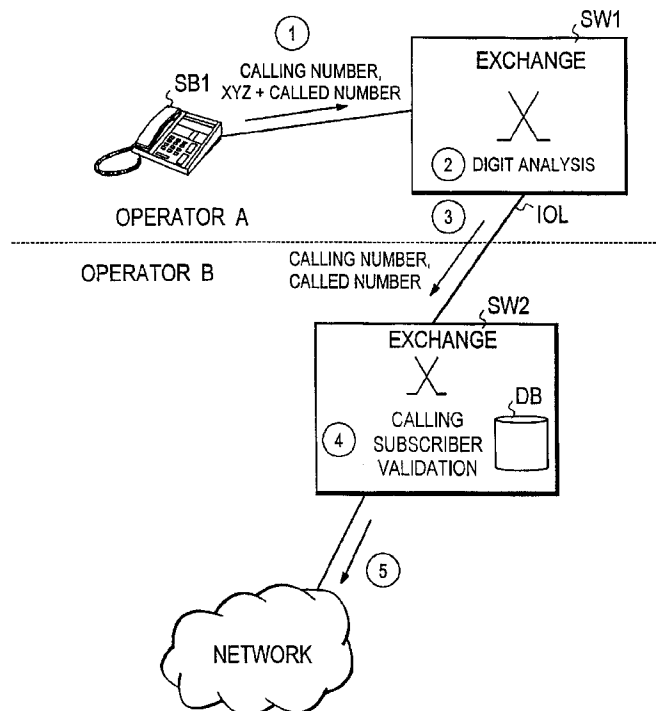 1
SW1
CALLING NUMBER,
XYZ + CALLED NUMBER
SB1
EXCHANGE
2 DIGIT ANALYSIS
OPERATOR A
3
IOL
OPERATOR B
CALLING NUMBER,
CALLED NUMBER
SW2
EXCHANGE
DB
4
CALLING
SUBSCRIBER
VALIDATION
5
NETWORK